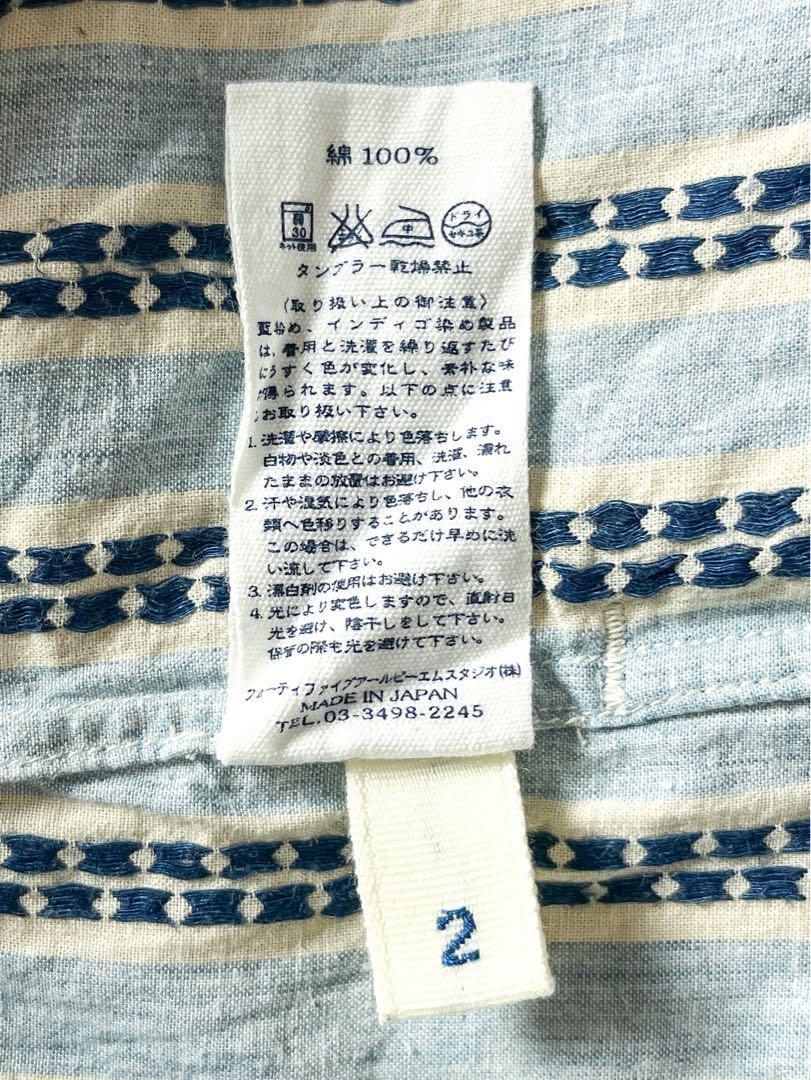 綿 100%
30
ネット使用
中
ドライ
セキユ系
タンブラー乾燥禁止
〈取り扱い上の御注意〉
藍染め、インディゴ染め製品
は、着用と洗濯を繰り返すたび
にうすく色が変化し、素朴な味
が得られます。以下の点に注意
しお取り扱い下さい。
1. 洗濯や摩擦により色落ちします。
白物や淡色との着用、洗濯、濡れ
たままの放置はお避け下さい。
2. 汗や湿気により色落ちし、他の衣
類へ色移りすることがあります。
この場合は、できるだけ早めに洗
い流して下さい。
3. 漂白剤の使用はお避け下さい。
4. 光により変色しますので、直射日
光を避け、陰干しをして下さい。
保管の際も光を避けて下さい。
フォーティファイブアールピーエムスタジオ(株)
MADE IN JAPAN
TEL.03-3498-2245
2